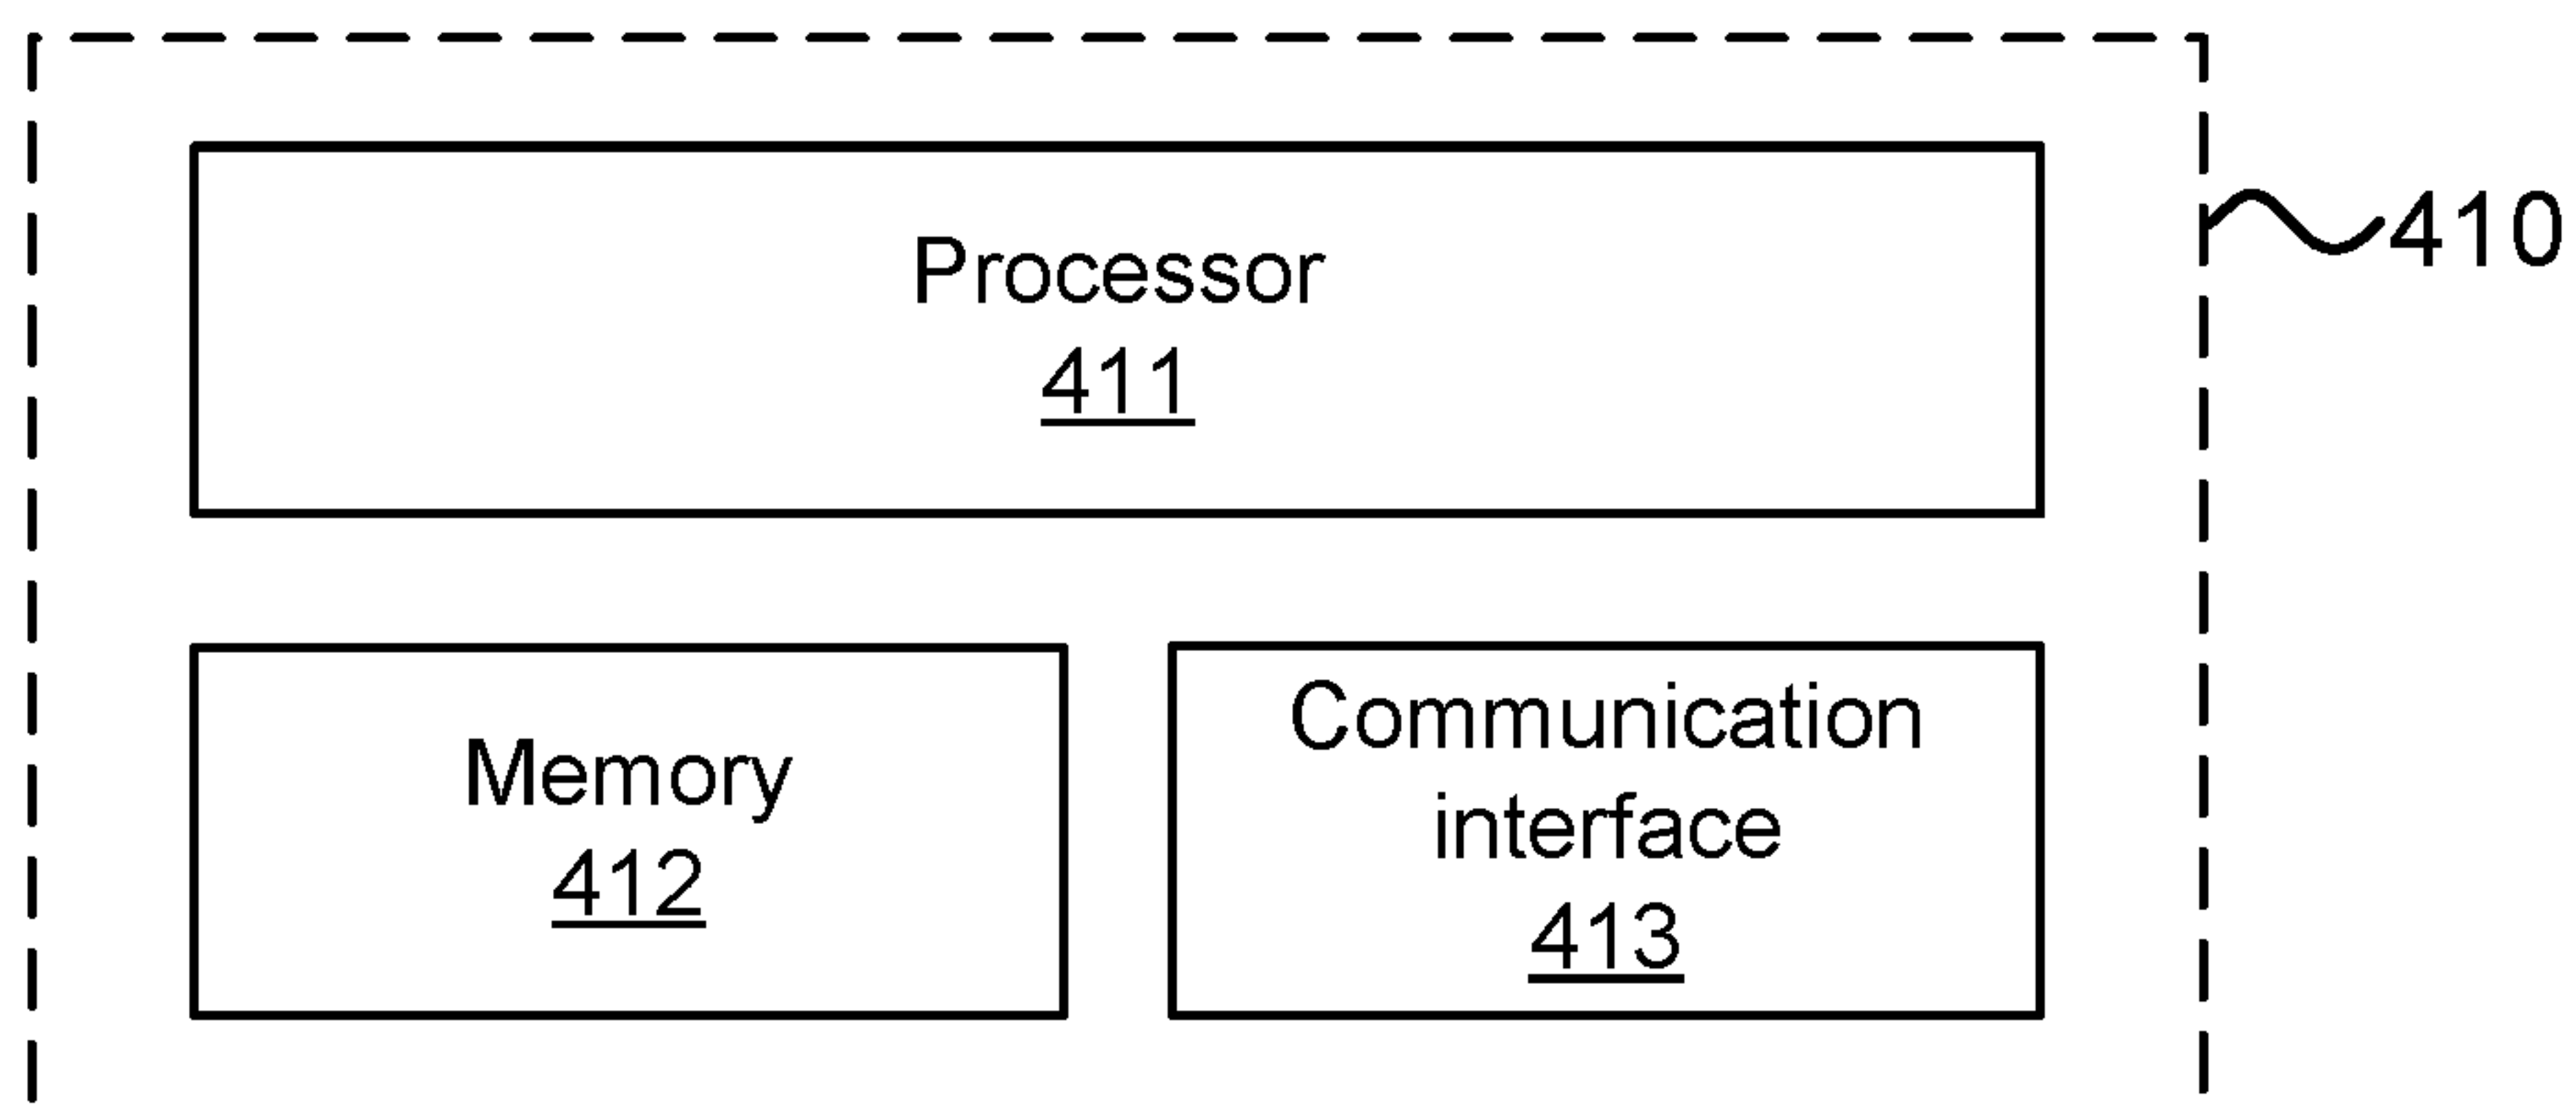 Processor
411
410
Memory
412
Communication
interface
413